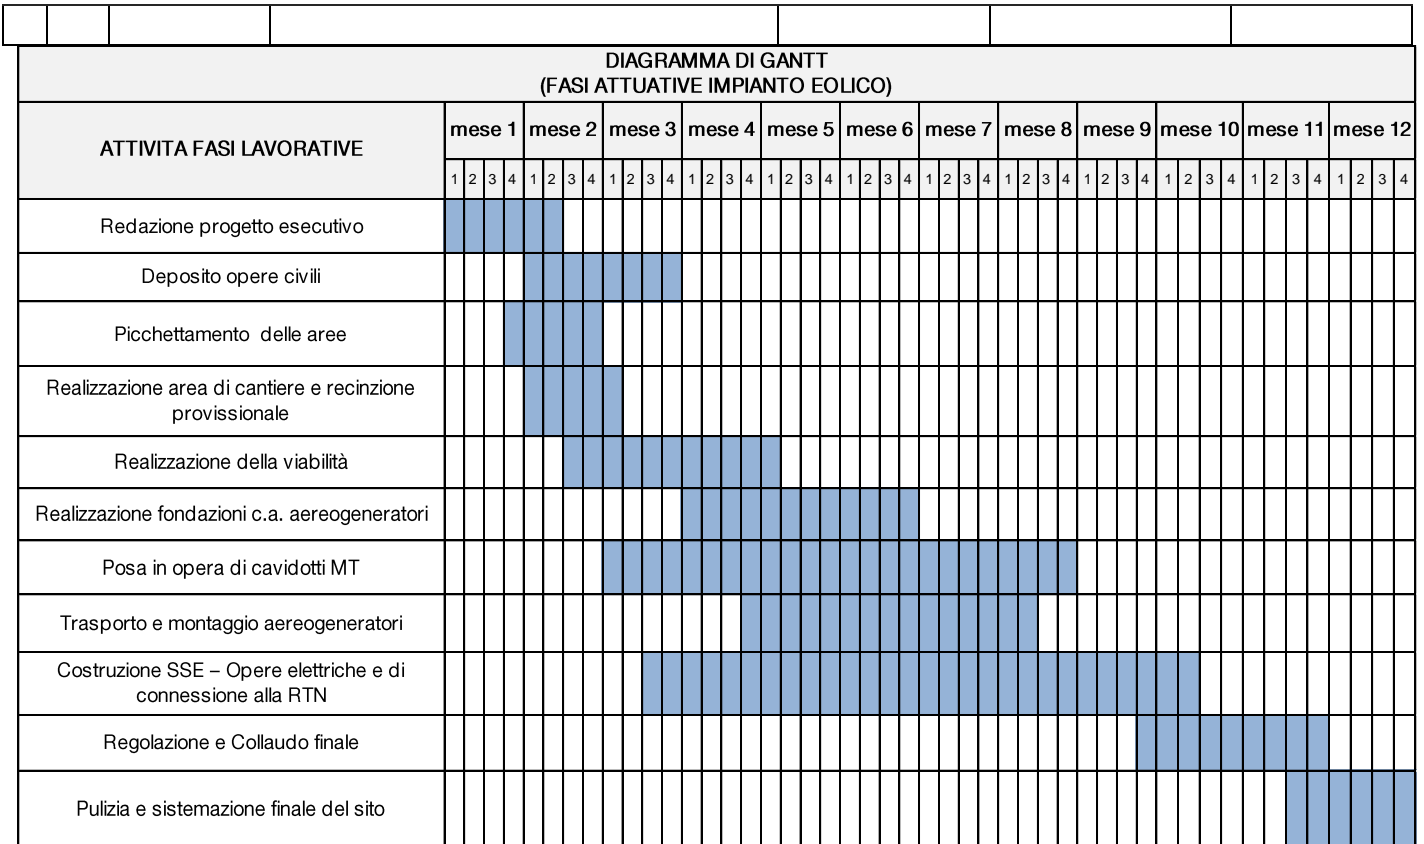 DIAGRAMMA DI GANTT
(FASI ATTUATIVE IMPIANTO EOLICO)
ATTIVITA FASI LAVORATIVE
mese 1 mese 2 mese 3 mese 4 mese 5 mese 6 mese 7 mese 8 mese 9 mese 10 mese 11 mese 12
1 2 3 4 1 2 3 4 1 2 3 4 1 2 3 4 1 2 3 4 1 2 3 4 1 2 3 4 1 2 3 4 1 2 3 4 1 2 3 4 1 2 3 4 1 2 3 4
Redazione progetto esecutivo
Deposito opere civili
Picchettamento  delle aree
Realizzazione area di cantiere e recinzione
provissionale
Realizzazione della viabilità
Realizzazione fondazioni c.a. aereogeneratori
Posa in opera di cavidotti MT
Trasporto e montaggio aereogeneratori
Costruzione SSE – Opere elettriche e di
connessione alla RTN
Regolazione e Collaudo finale
Pulizia e sistemazione finale del sito